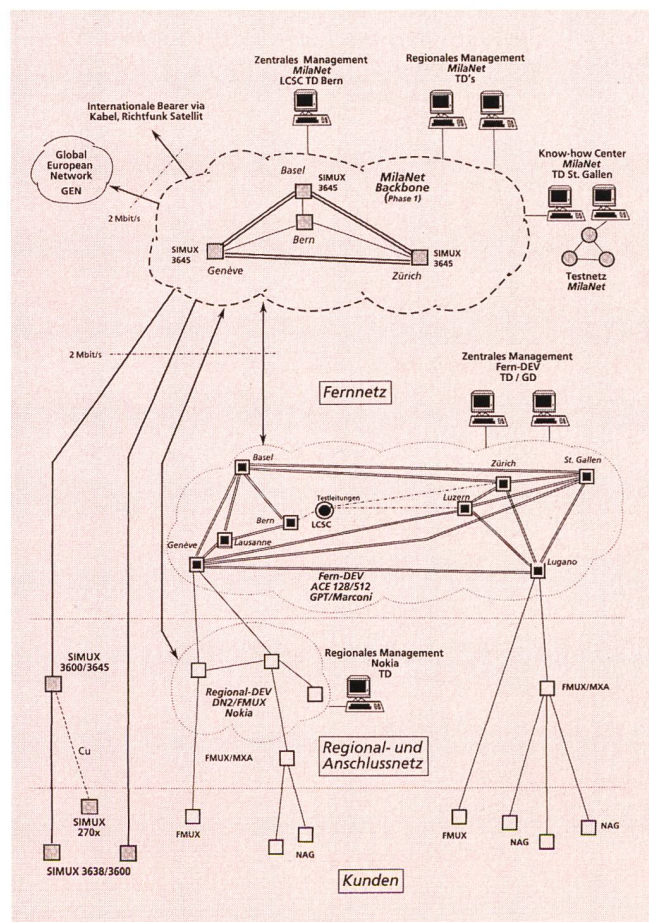 Zentrales Management
MilaNet
LCSC TD Bern
Regionales Management
MilaNet
TD's
Internationale Bearer via
Kabel, Richtfunk Satellit
Global
European
Network
GEN
2 Mbit/s
Know-how Center
MilaNet
TD St. Gallen
Testnetz
MilaNet
Basel
SIMUX
3645
MilaNet
Backbone
(Phase 1)
Bern
SIMUX
3645
Genéve
SIMUX
3645
Zürich
2 Mbit/s
Fernnetz
Zentrales Management
Fern-DEV
TD / GD
Basel
Zürich
St. Gallen
Testleitungen
LCSC
Luzern
Bern
Lausanne
Genéve
Lugano
Fern-DEV
ACE 128/512
GPT/Marconi
SIMUX
3600/3645
Regional-DEV
DN2/FMUX
Nokia
Regionales Management
Nokia
TD
FMUX/MXA
Cu
FMUX/MXA
Regional- und
Anschlussnetz
SIMUX
270x
FMUX
NAG
FMUX
NAG
NAG
SIMUX 3638/3600
Kunden